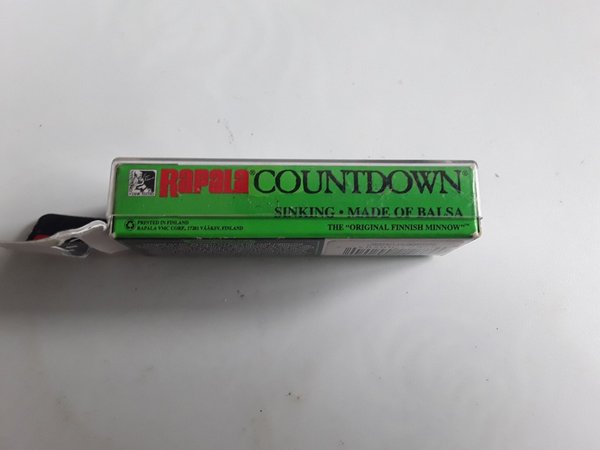 RAPALA® COUNTDOWN®
SINKING • MADE OF BALSA
PRINTED IN FINLAND
RAPALA VMC CORP, 17201 VÄÄKSY, FINLAND
THE "ORIGINAL FINNISH MINNOW"™